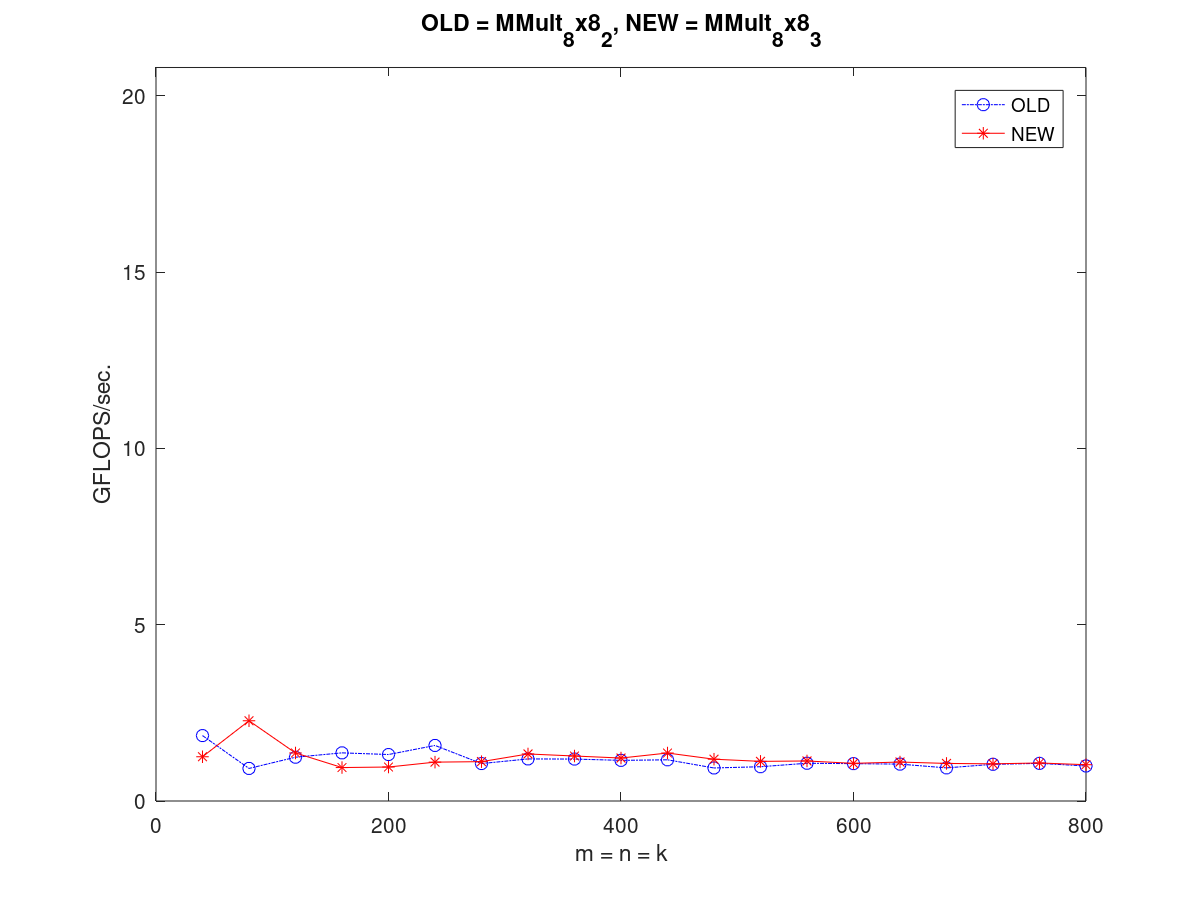 OLD = MMult_8x8_2, NEW = MMult_8x8_3
20
15
10
5
0
GFLOPS/sec.
OLD
NEW
0 200 400 600 800
m = n = k